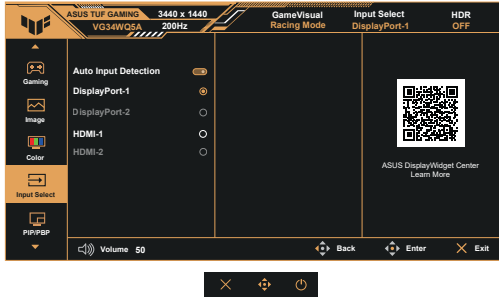 ASUS TUF GAMING 3440 x 1440
VG34WQ5A 200Hz
GameVisual
Racing Mode
Input Select
DisplayPort-1
HDR
OFF
Gaming
Image
Color
Input Select
PIP/PBP
Auto Input Detection
DisplayPort-1
DisplayPort-2
HDMI-1
HDMI-2
ASUS DisplayWidget Center
Learn More
Volume 50
Back
Enter
Exit